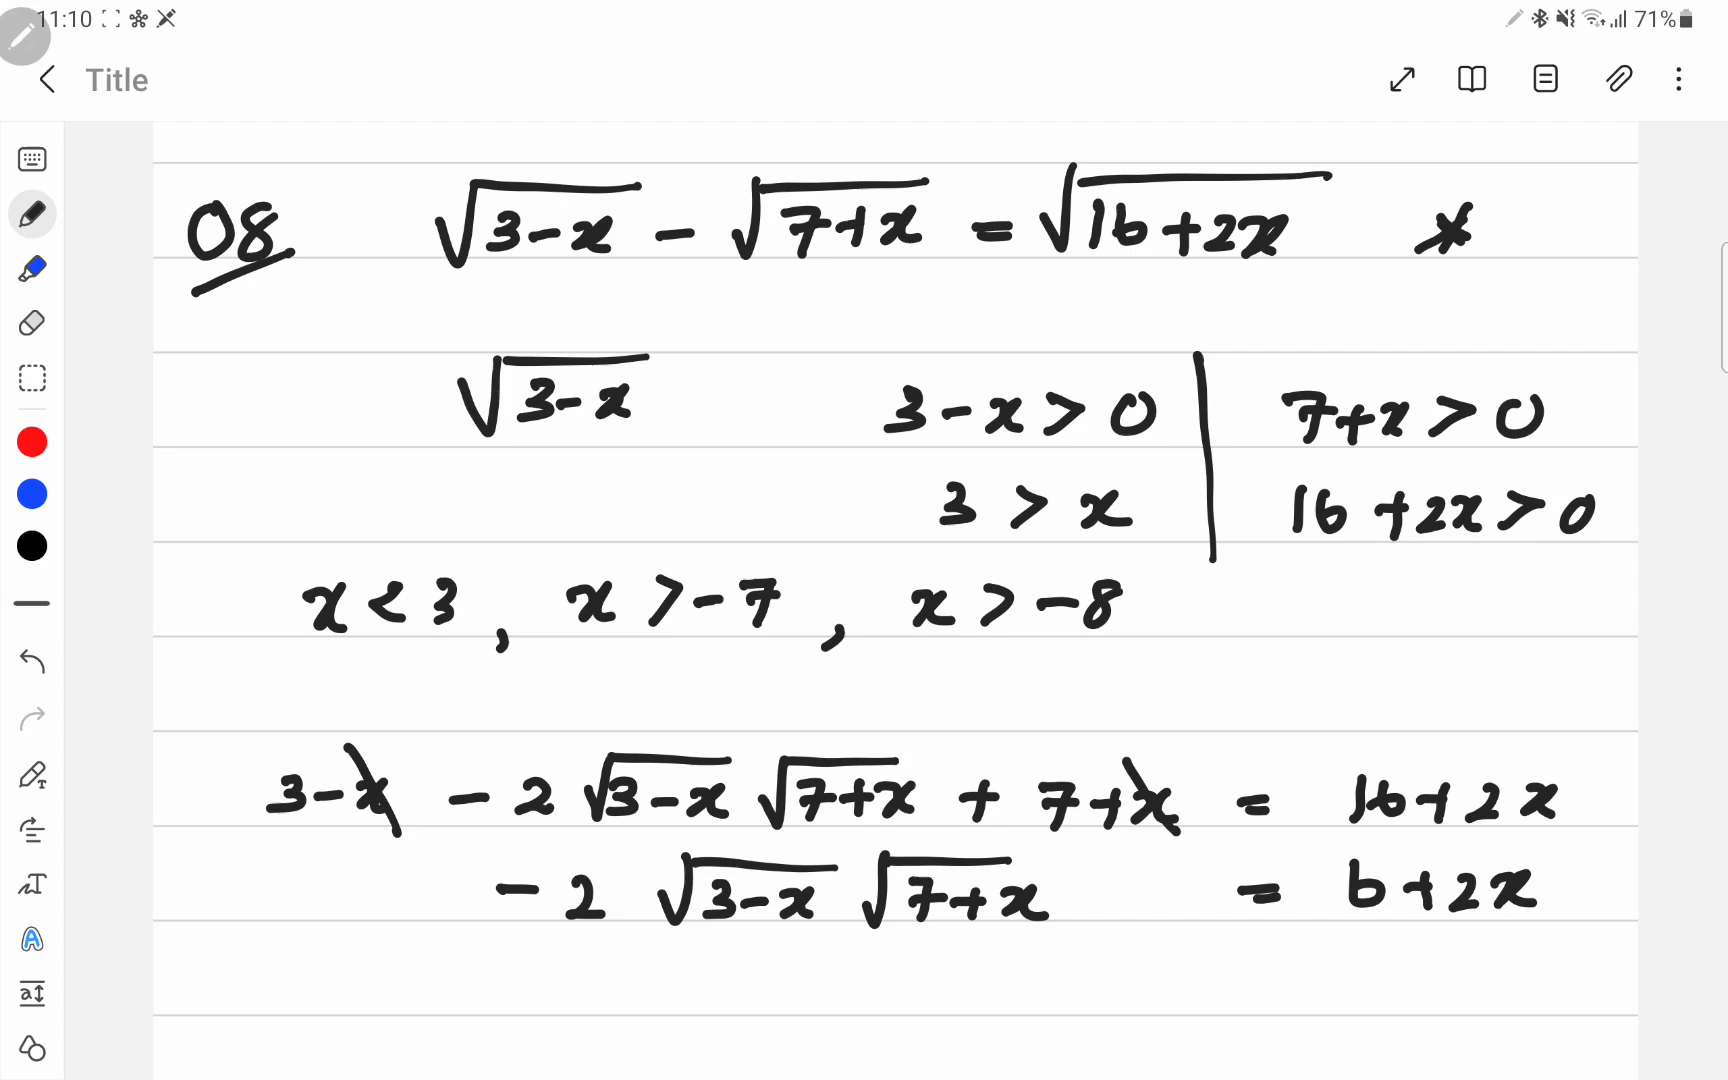 11:10 71%
Title
08 √(3-x) - √(7+x) = √(16+2x) *
√(3-x) 3-x>0 | 7+x>0
3 > x | 16+2x>0
x<3, x>-7, x>-8
3-x - 2√(3-x)√(7+x) + 7+x = 16+2x
-2√(3-x)√(7+x) = 6+2x